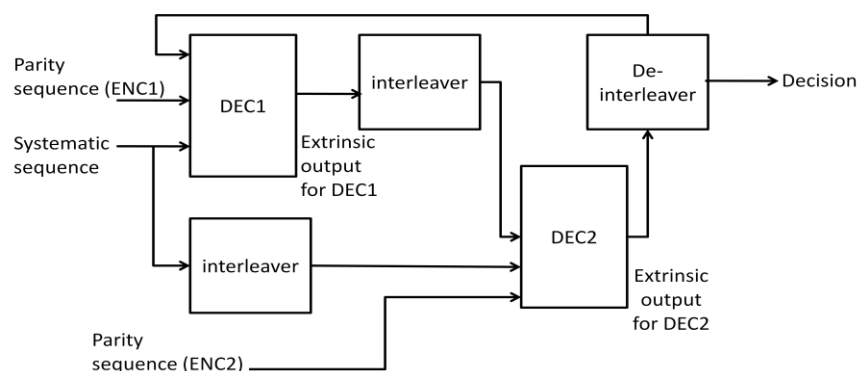 Parity
sequence (ENC1)
Systematic
sequence
DEC1
Extrinsic
output
for DEC1
interleaver
De-
interleaver
Decision
interleaver
DEC2
Extrinsic
output
for DEC2
Parity
sequence (ENC2)